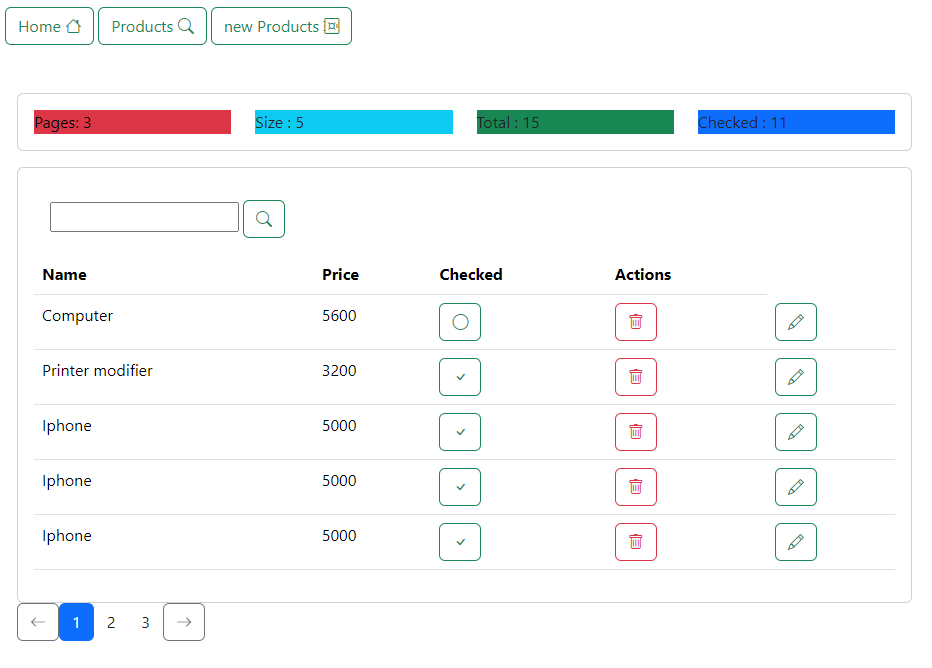 Home Products new Products
Pages: 3 Size : 5 Total : 15 Checked : 11
Name Price Checked Actions
Computer 5600
Printer modifier 3200
Iphone 5000
Iphone 5000
Iphone 5000
1 2 3